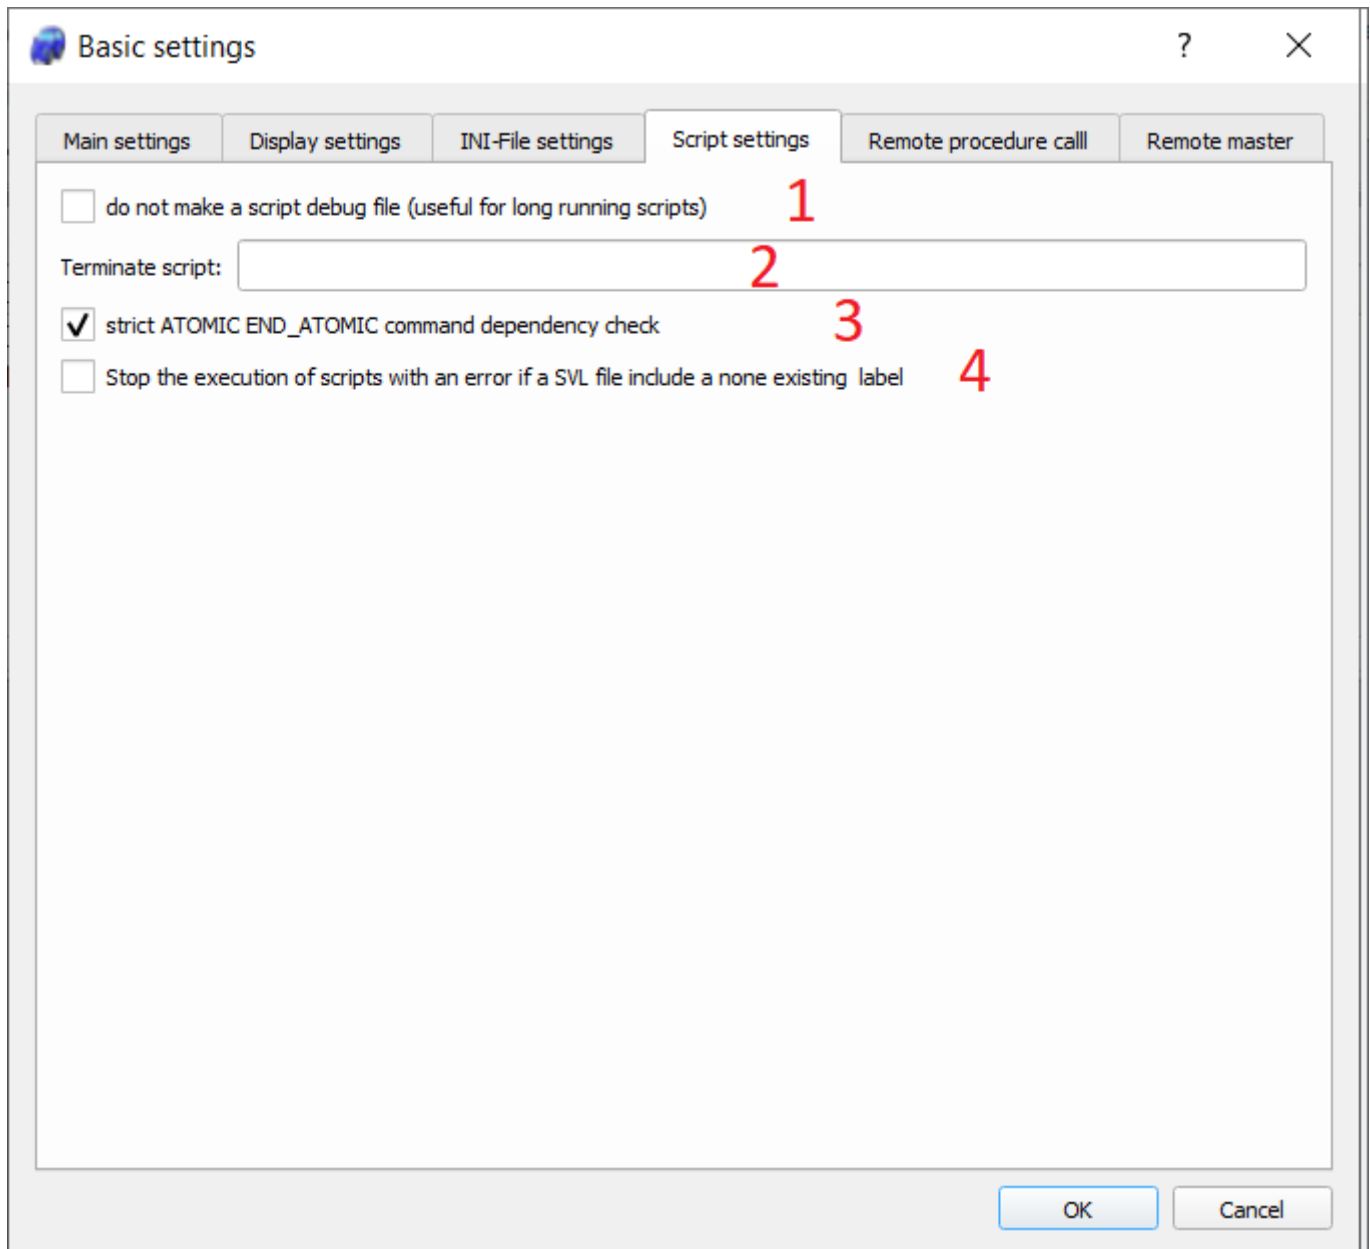 Basic settings ?
Main settings Display settings INI-File settings Script settings Remote procedure calll Remote master
do not make a script debug file (useful for long running scripts) 1
Terminate script: 2
strict ATOMIC END_ATOMIC command dependency check 3
Stop the execution of scripts with an error if a SVL file include a none existing label 4
OK Cancel